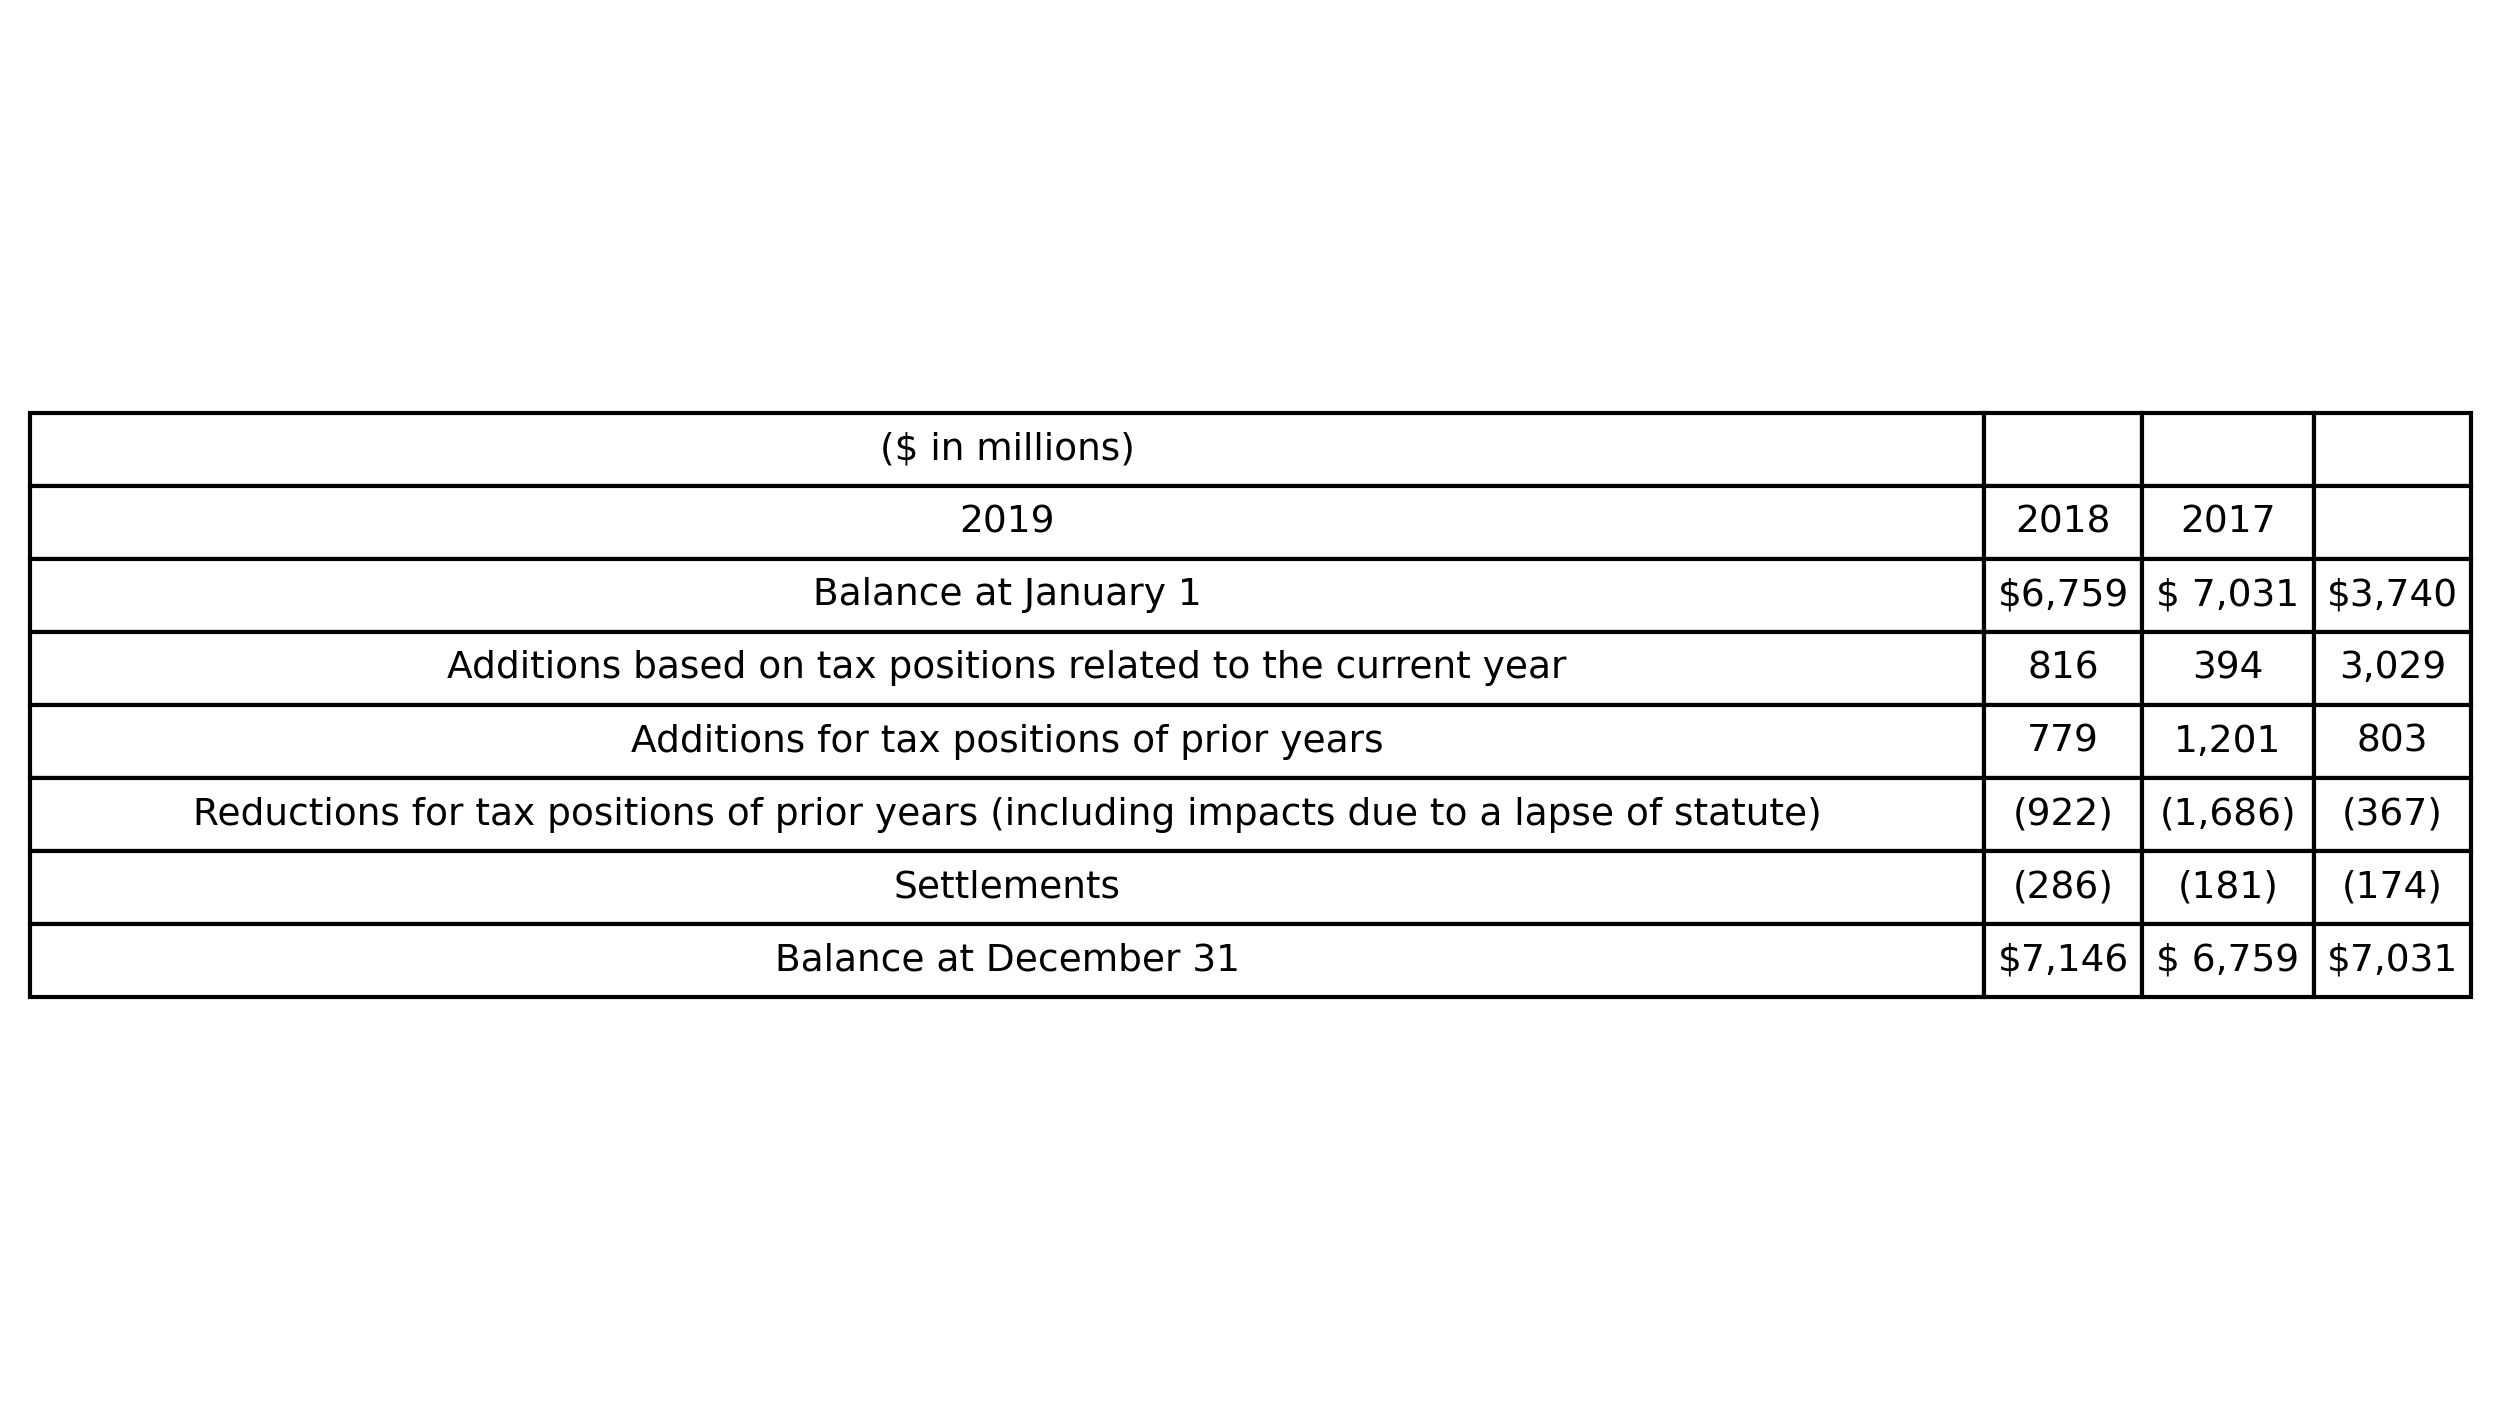 ($ in millions)
2019 2018 2017
Balance at January 1 $6,759 $ 7,031 $3,740
Additions based on tax positions related to the current year 816 394 3,029
Additions for tax positions of prior years 779 1,201 803
Reductions for tax positions of prior years (including impacts due to a lapse of statute) (922) (1,686) (367)
Settlements (286) (181) (174)
Balance at December 31 $7,146 $ 6,759 $7,031